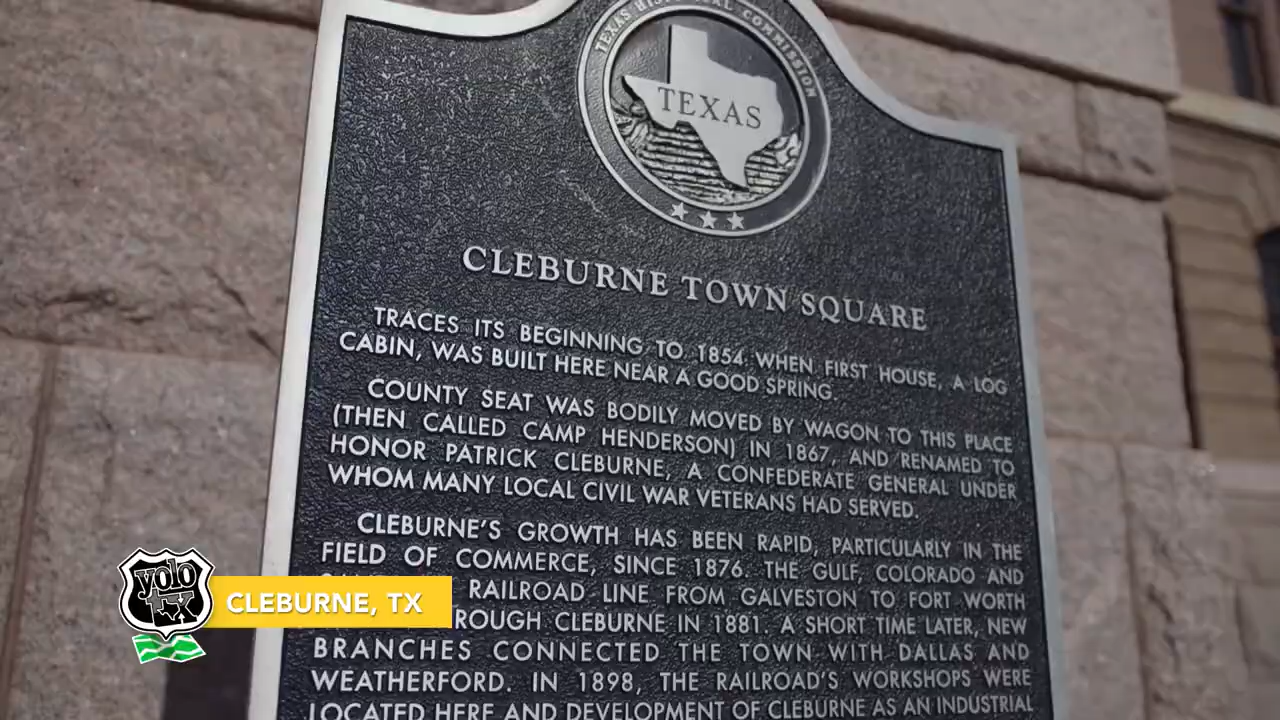 TEXAS HISTORICAL COMMISSION
TEXAS
CLEBURNE TOWN SQUARE
TRACES ITS BEGINNING TO 1854, WHEN FIRST HOUSE, A LOG
CABIN, WAS BUILT HERE NEAR A GOOD SPRING.
COUNTY SEAT WAS BODILY MOVED BY WAGON TO THIS PLACE
(THEN CALLED CAMP HENDERSON) IN 1867, AND RENAMED TO
HONOR PATRICK CLEBURNE, A CONFEDERATE GENERAL UNDER
WHOM MANY LOCAL CIVIL WAR VETERANS HAD SERVED.
CLEBURNE'S GROWTH HAS BEEN RAPID, PARTICULARLY IN THE
FIELD OF COMMERCE, SINCE 1876. THE GULF, COLORADO AND
RAILROAD LINE FROM GALVESTON TO FORT WORTH
ROUGH CLEBURNE IN 1881. A SHORT TIME LATER, NEW
BRANCHES CONNECTED THE TOWN WITH DALLAS AND
WEATHERFORD. IN 1898, THE RAILROAD'S WORKSHOPS WERE
LOCATED HERE AND DEVELOPMENT OF CLEBURNE AS AN INDUSTRIAL
yolo
TX
CLEBURNE, TX